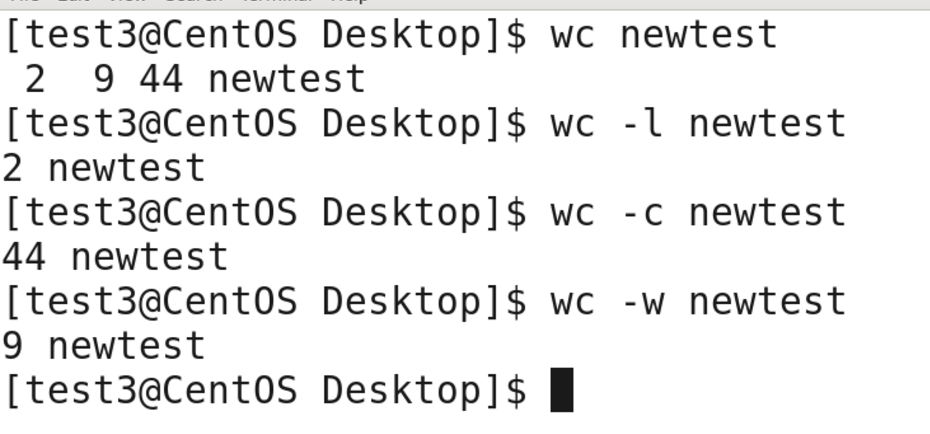 [test3@CentOS Desktop]$ wc newtest
 2  9 44 newtest
[test3@CentOS Desktop]$ wc -l newtest
2 newtest
[test3@CentOS Desktop]$ wc -c newtest
44 newtest
[test3@CentOS Desktop]$ wc -w newtest
9 newtest
[test3@CentOS Desktop]$